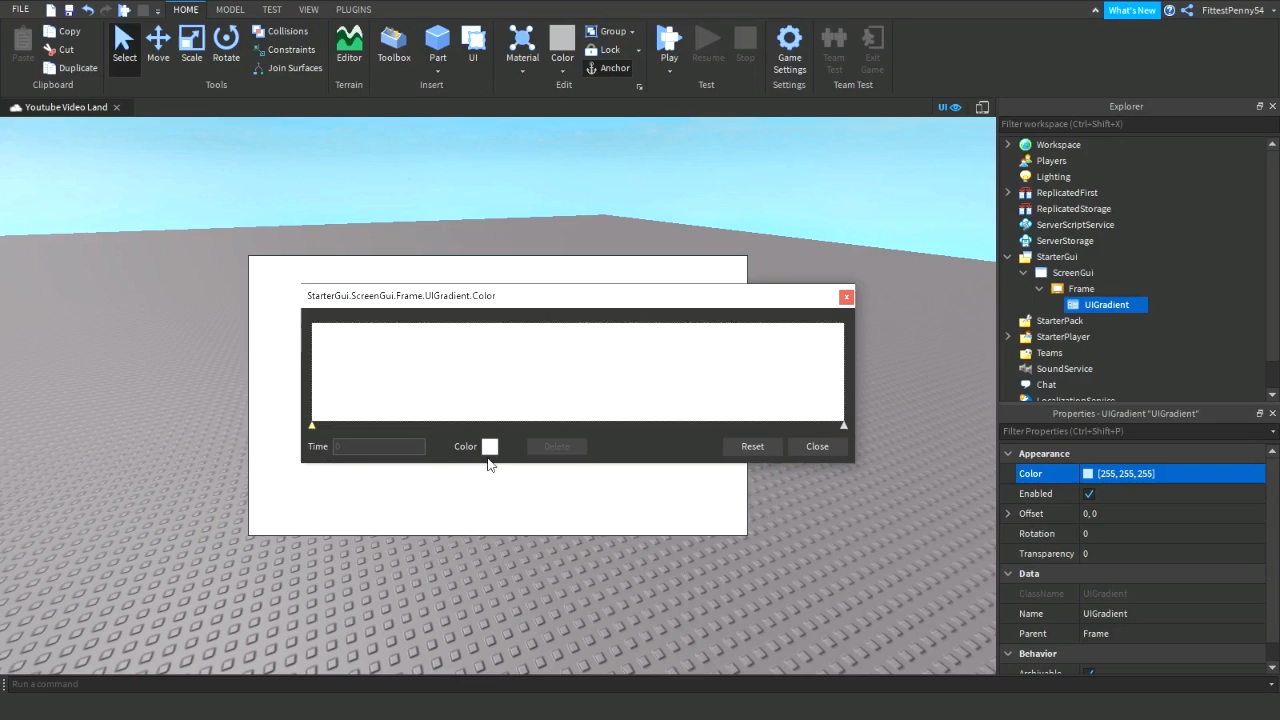 FILE HOME MODEL TEST VIEW PLUGINS What's New FittestPenny54
Paste Copy Cut Duplicate Clipboard
Select Move Scale Rotate Collisions Constraints Join Surfaces Tools
Editor Terrain
Toolbox Part UI Insert
Material Color Group Lock Anchor Edit
Play Resume Stop Test
Game Settings Settings
Team Test Exit Game Team Test
Youtube Video Land UI
StarterGui.ScreenGui.Frame.UIGradient.Color x
Time 0 Color Delete Reset Close
Explorer
Filter workspace (Ctrl+Shift+X)
Workspace
Players
Lighting
ReplicatedFirst
ReplicatedStorage
ServerScriptService
ServerStorage
StarterGui
ScreenGui
Frame
UIGradient
StarterPack
StarterPlayer
Teams
SoundService
Chat
LocalizationService
Properties - UIGradient "UIGradient"
Filter Properties (Ctrl+Shift+P)
Appearance
Color [255, 255, 255]
Enabled
Offset 0, 0
Rotation 0
Transparency 0
Data
ClassName UIGradient
Name UIGradient
Parent Frame
Behavior
Archivable
Run a command